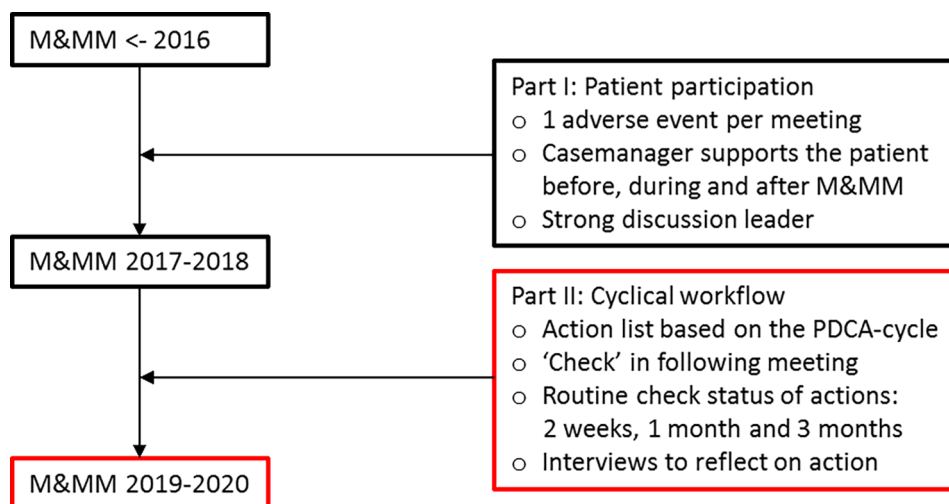 M&MM <- 2016
Part I: Patient participation
o 1 adverse event per meeting
o Casemanager supports the patient
before, during and after M&MM
o Strong discussion leader
M&MM 2017-2018
Part II: Cyclical workflow
o Action list based on the PDCA-cycle
o ‘Check’ in following meeting
o Routine check status of actions:
2 weeks, 1 month and 3 months
o Interviews to reflect on action
M&MM 2019-2020